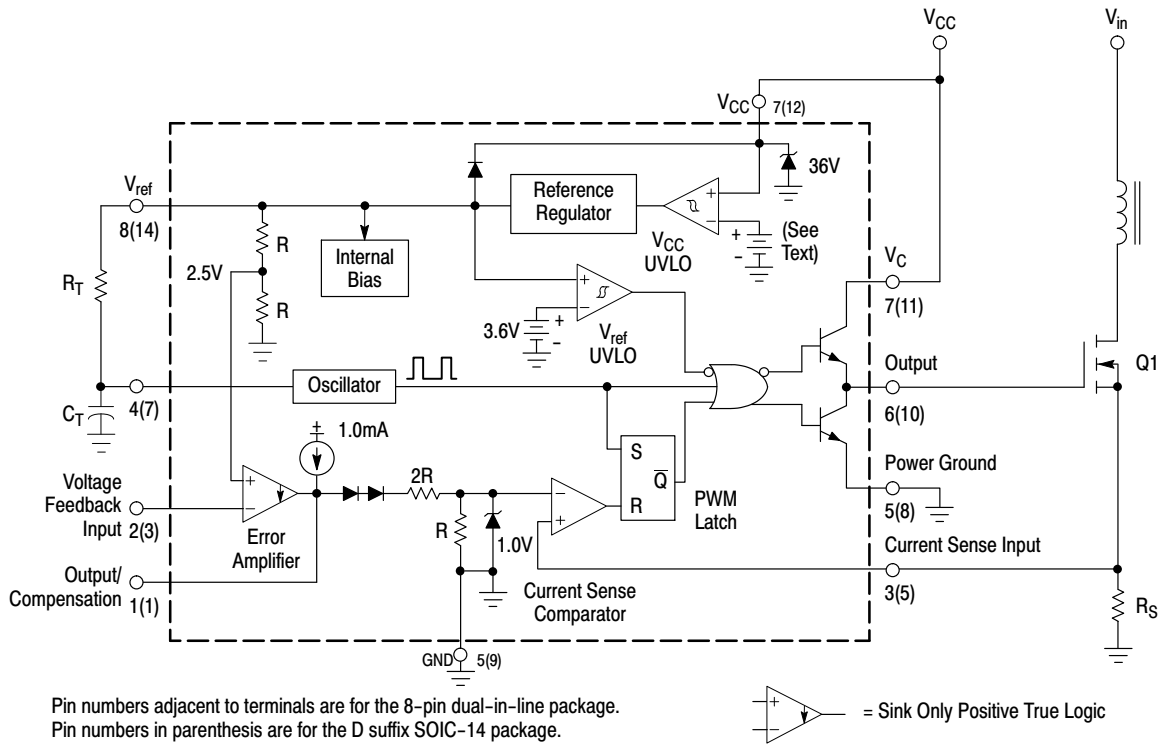 VCC
Vin
VCC 7(12)
36V
Vref
8(14)
Reference
Regulator
+
−
VCC
UVLO
+
−
(See
Text)
R
Internal
Bias
2.5V
R
RT
VC
7(11)
+
−
3.6V
+
−
Vref
UVLO
Output
6(10)
Q1
Oscillator
4(7)
CT
+
1.0mA
S
Q
R
PWM
Latch
2R
Power Ground
5(8)
Voltage
Feedback
Input 2(3)
+
−
Error
Amplifier
R
1.0V
−
+
Current Sense
Comparator
Current Sense Input
3(5)
Output/
Compensation 1(1)
RS
GND 5(9)
Pin numbers adjacent to terminals are for the 8−pin dual−in−line package.
Pin numbers in parenthesis are for the D suffix SOIC−14 package.
+
−
= Sink Only Positive True Logic